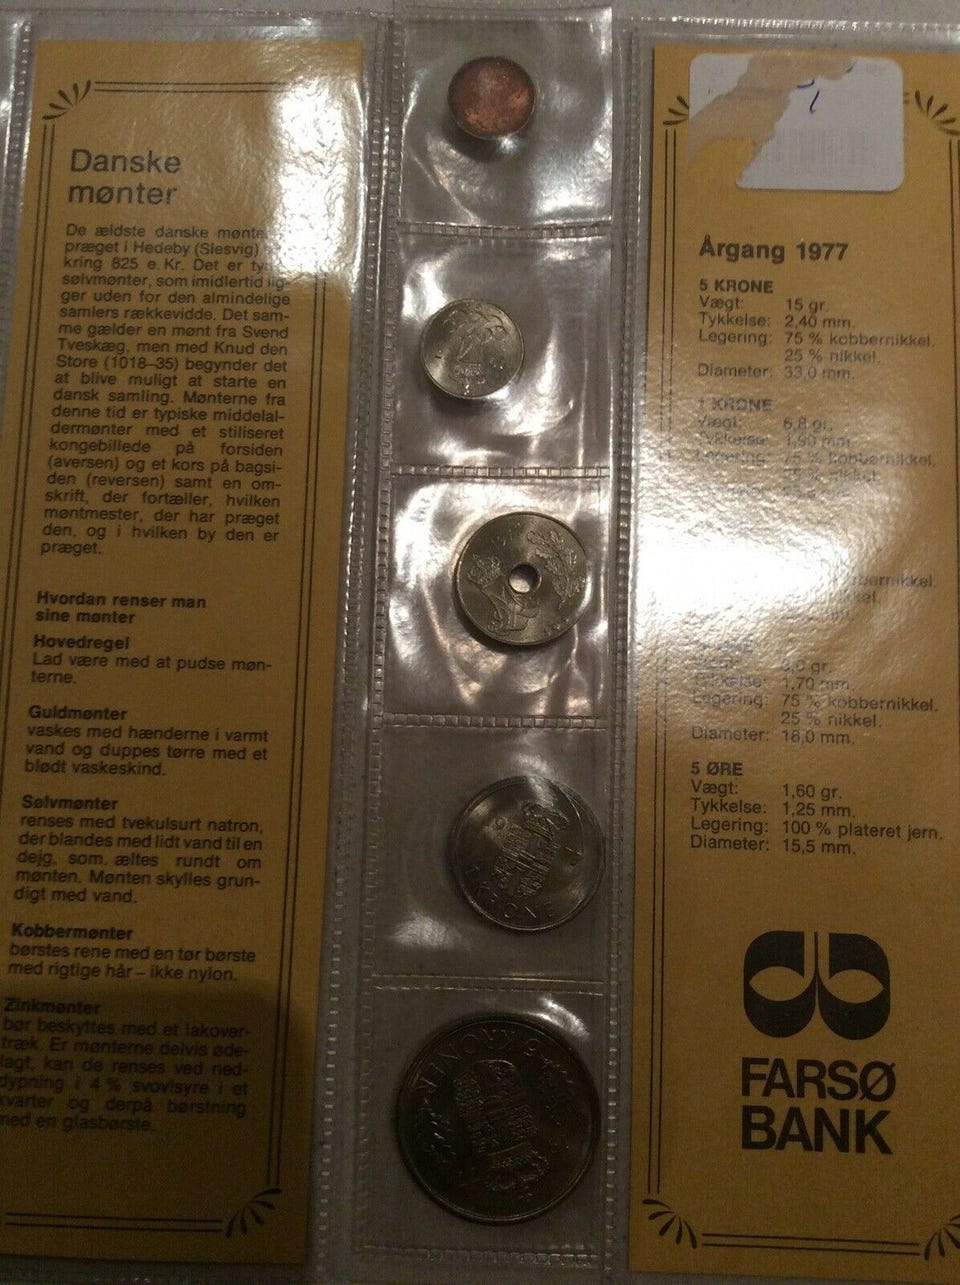 Danske
mønter
De ældste danske mønte
præget i Hedeby (Slesvig)
kring 825 e. Kr. Det er
sølvmønter, som imidlertid lig-
ger uden for den almindelige
samlers rækkevidde. Det sam-
me gælder en mønt fra Svend
Tveskæg, men med Knud den
Store (1018–35) begynder det
at blive muligt at starte en
dansk samling. Mønterne fra
denne tid er typiske middelal-
dermønter med et stiliseret
kongebillede på forsiden
(aversen) og et kors på bagsi-
den (reversen) samt en om-
skrift, der fortæller, hvilken
møntmester, der har præget
den, og i hvilken by den er
præget.
Hvordan renser man
sine mønter
Hovedregel
Lad være med at pudse møn-
terne.
Guldmønter
vaskes med hænderne i varmt
vand og duppes tørre med et
blødt vaskeskind.
Sølvmønter
renses med tvekulsurt natron,
der blandes med lidt vand til en
dejg, som æltes rundt om
mønten. Mønten skylles grun-
digt med vand.
Kobbermønter
børstes rene med en tør børste
med rigtige hår – ikke nylon.
Zinkmønter
bør beskyttes med et lakover-
træk. Er mønterne delvis øde-
lagt, kan de renses ved ned-
dypning i 4 % svovlsyre i et
kvarter og derpå børstning
med en glasbørste.
1 KRONE
5 KRONER
Årgang 1977
5 KRONE
Vægt: 15 gr.
Tykkelse: 2,40 mm.
Legering: 75 % kobbernikkel.
25 % nikkel.
Diameter: 33,0 mm.
1 KRONE
Vægt: 6,8 gr.
Tykkelse: 1,90 mm.
Legering: 75 % kobbernikkel.
nikkel.
Tykkelse: 1,70 mm.
Legering: 75 % kobbernikkel.
25 % nikkel.
Diameter: 18,0 mm.
5 ØRE
Vægt: 1,60 gr.
Tykkelse: 1,25 mm.
Legering: 100 % plateret jern.
Diameter: 15,5 mm.
FARSØ
BANK